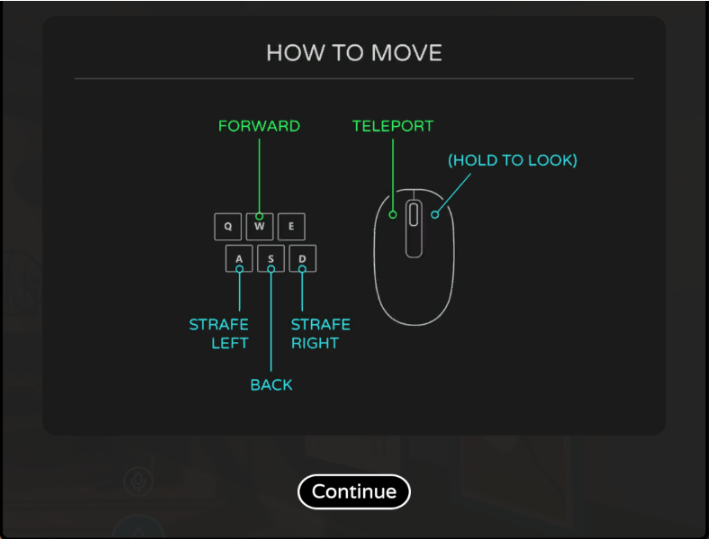 HOW TO MOVE
FORWARD
TELEPORT
(HOLD TO LOOK)
Q W E
A S D
STRAFE LEFT
STRAFE RIGHT
BACK
Continue